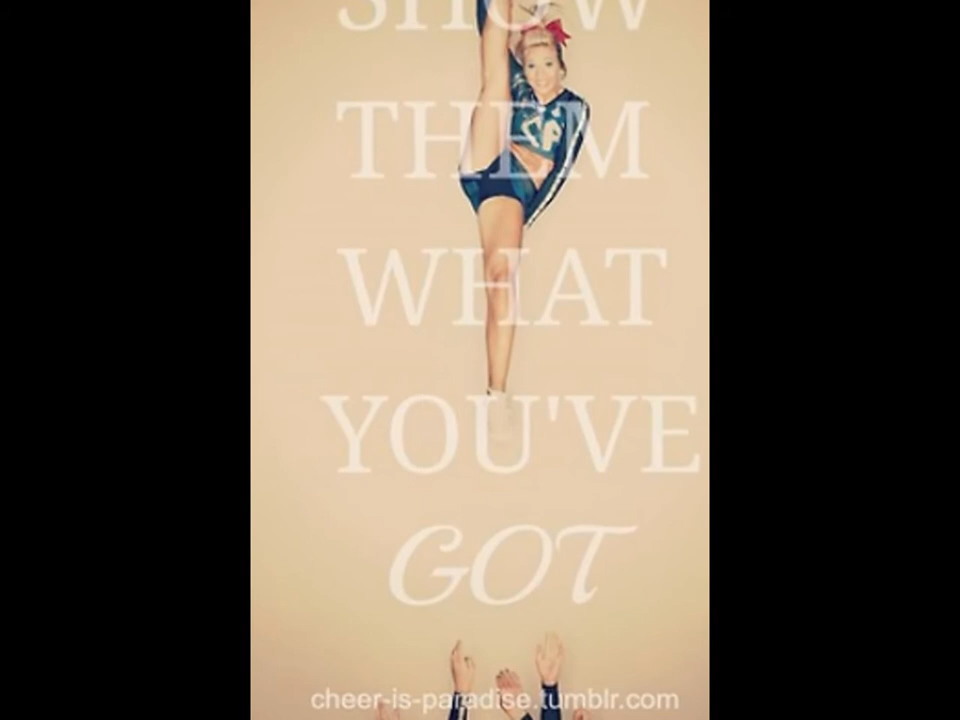 SHOW
THEM
WHAT
YOU'VE
GOT
cheer-is-paradise.tumblr.com